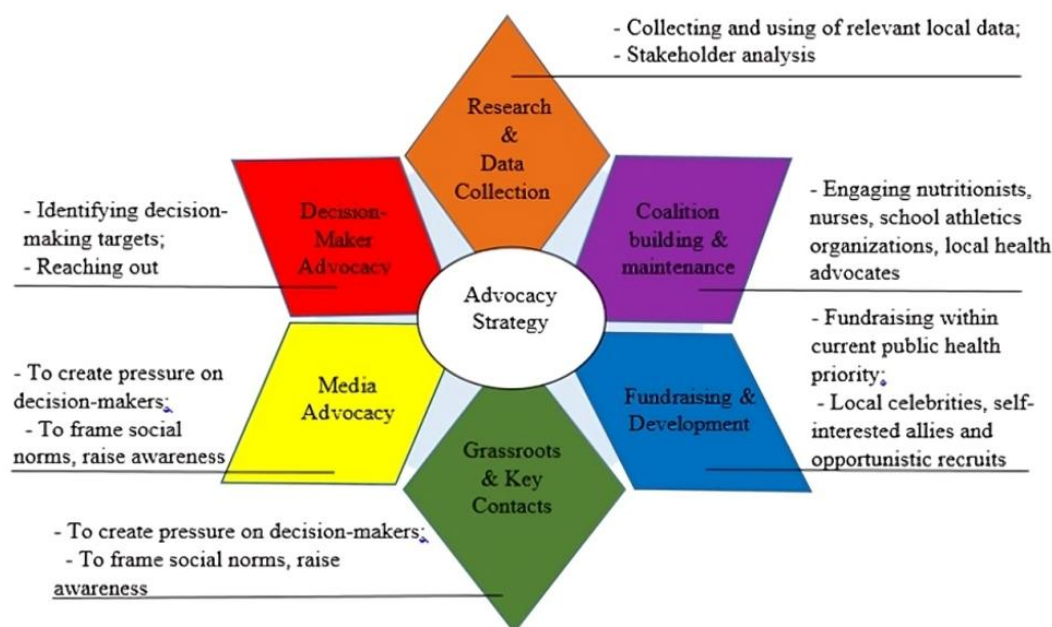 - Collecting and using of relevant local data;
- Stakeholder analysis
Research
&
Data
Collection
- Identifying decision-
making targets;
- Reaching out
Decision-
Maker
Advocacy
Coalition
building &
maintenance
- Engaging nutritionists,
nurses, school athletics
organizations, local health
advocates
Advocacy
Strategy
- To create pressure on
decision-makers;
- To frame social
norms, raise awareness
Media
Advocacy
Fundraising &
Development
- Fundraising within
current public health
priority;
- Local celebrities, self-
interested allies and
opportunistic recruits
Grassroots
& Key
Contacts
- To create pressure on decision-makers;
- To frame social norms, raise
awareness